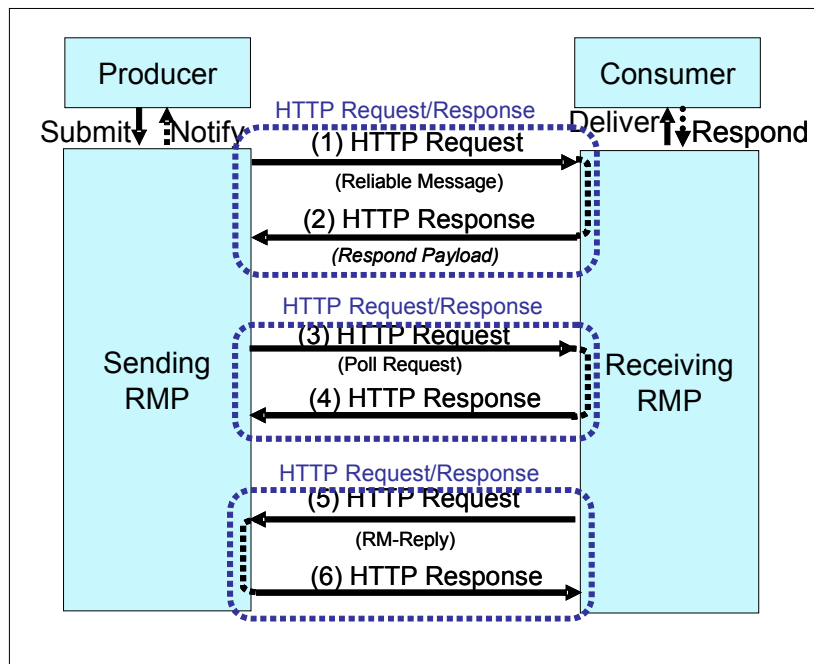 Producer
Consumer
HTTP Request/Response
Submit
Notify
Deliver
Respond
(1) HTTP Request
(Reliable Message)
(2) HTTP Response
(Respond Payload)
HTTP Request/Response
(3) HTTP Request
(Poll Request)
(4) HTTP Response
Sending
RMP
Receiving
RMP
HTTP Request/Response
(5) HTTP Request
(RM-Reply)
(6) HTTP Response